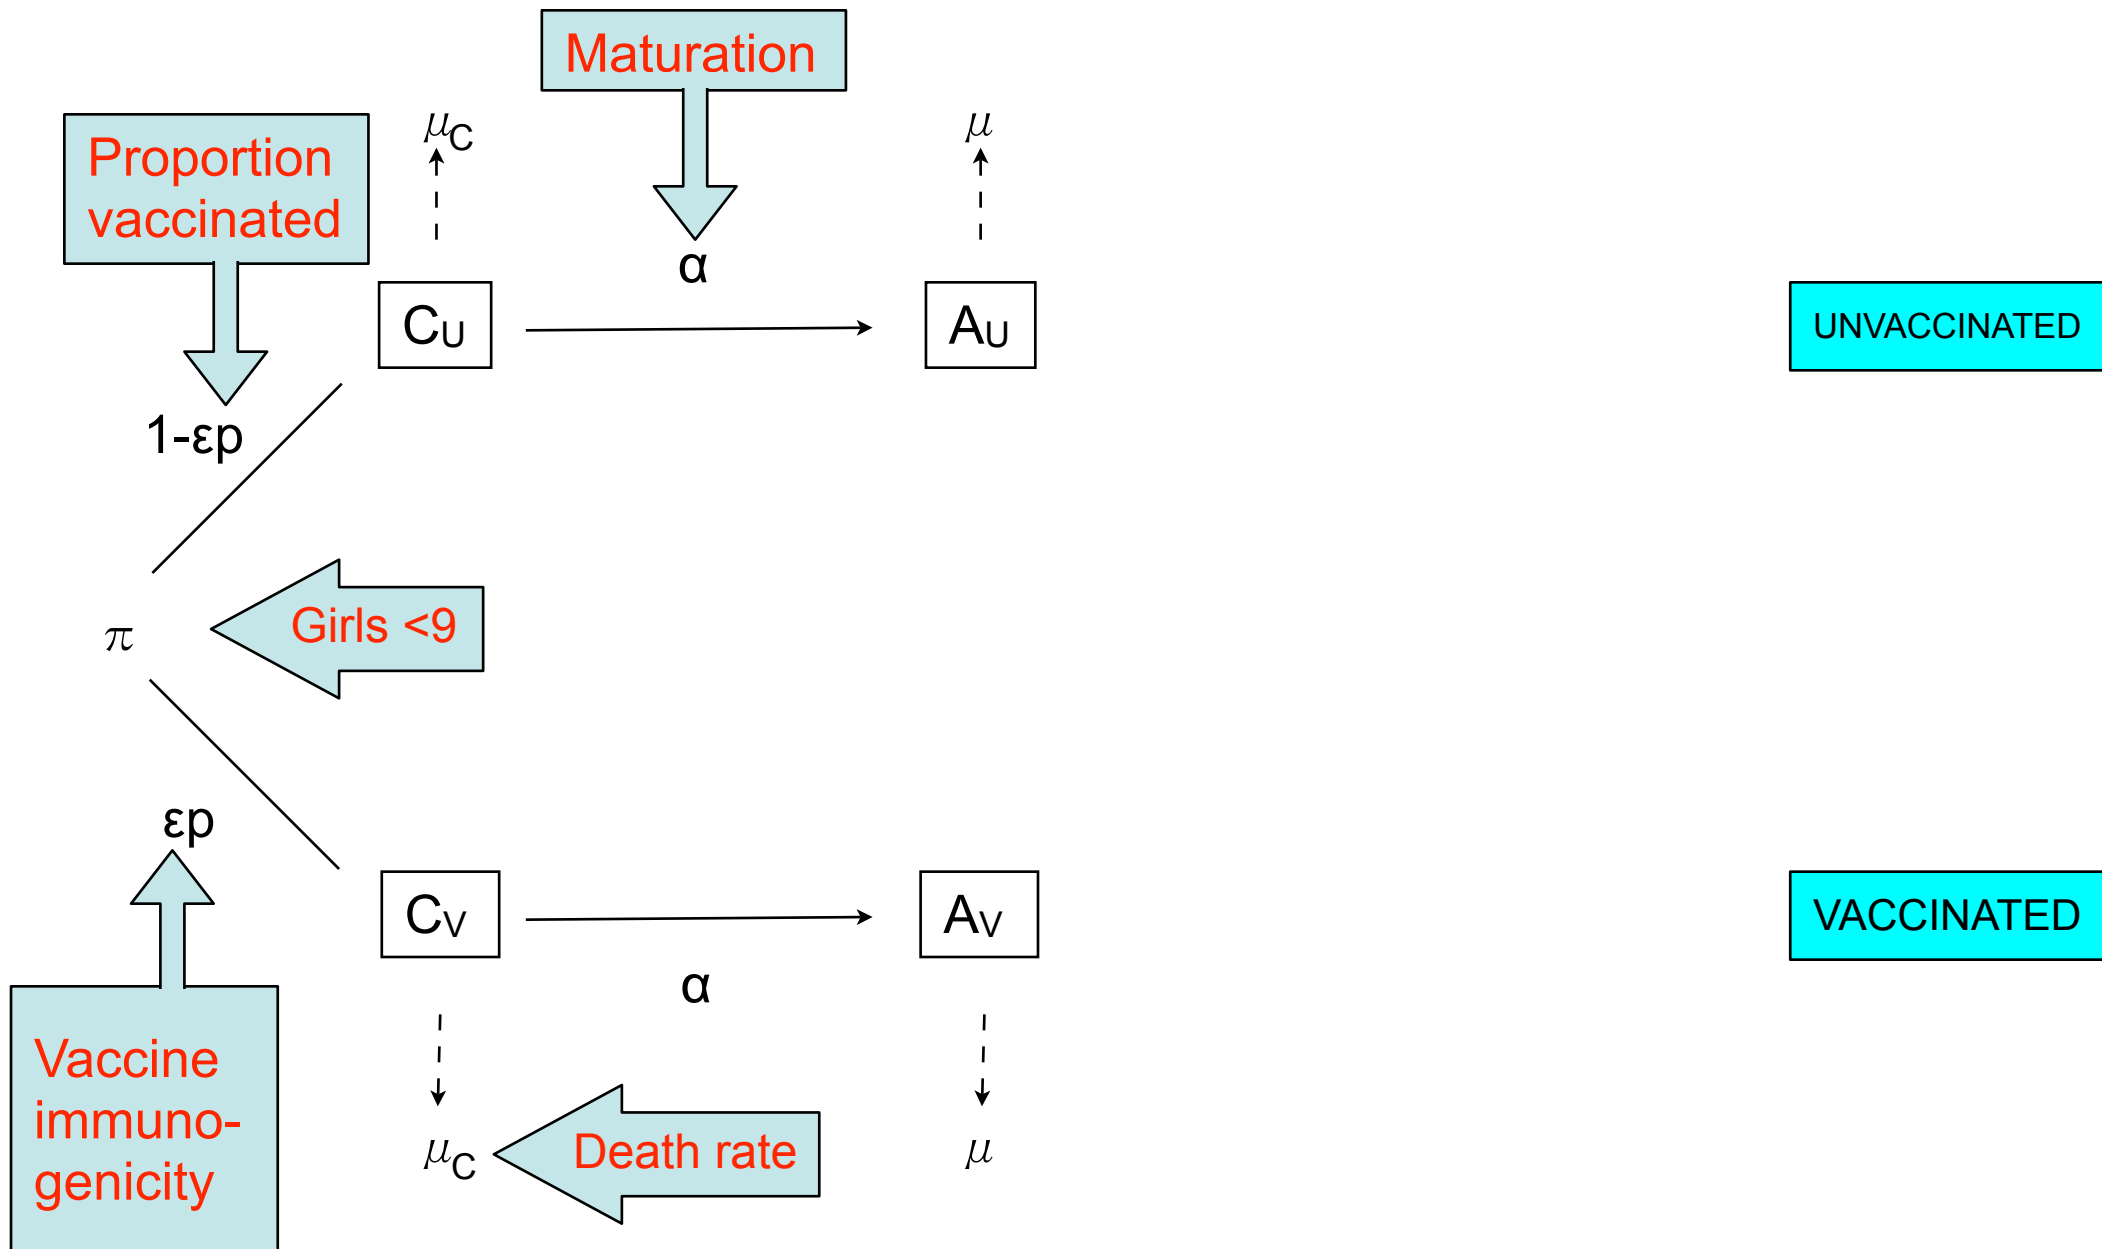 Maturation
Proportion
vaccinated
μC
μ
α
CU
AU
UNVACCINATED
1-εp
π
Girls <9
εp
CV
AV
VACCINATED
α
Vaccine
immuno-
genicity
μC
Death rate
μ